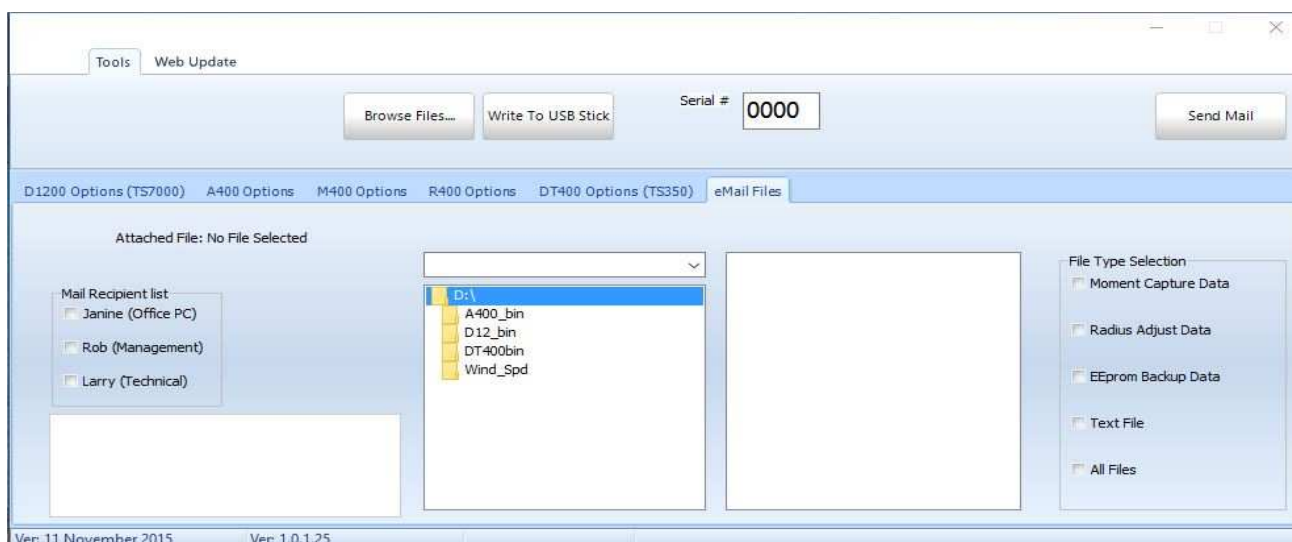 Tools Web Update
Browse Files.... Write To USB Stick Serial # 0000 Send Mail
D1200 Options (TS7000) A400 Options M400 Options R400 Options DT400 Options (TS350) eMail Files
Attached File: No File Selected
Mail Recipient list
Janine (Office PC)
Rob (Management)
Larry (Technical)
D:\
A400_bin
D12_bin
DT400bin
Wind_Spd
File Type Selection
Moment Capture Data
Radius Adjust Data
EEprom Backup Data
Text File
All Files
Ver: 11 November 2015 Ver: 1.0.1.25